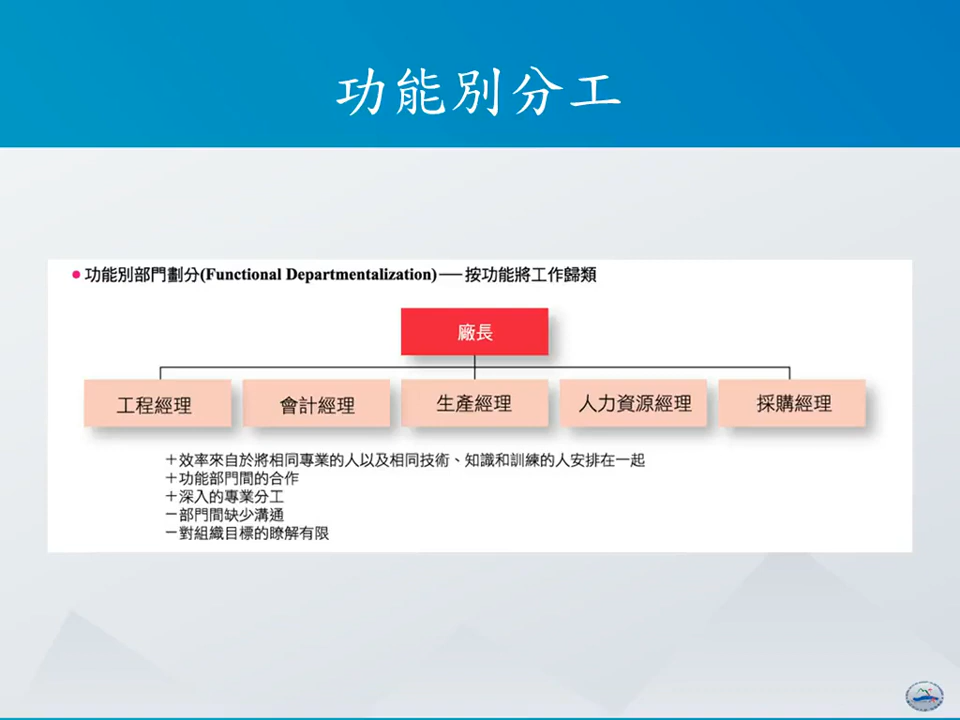 功能別分工
●功能別部門劃分(Functional Departmentalization)──按功能將工作歸類
廠長
工程經理 會計經理 生產經理 人力資源經理 採購經理
＋效率來自於將相同專業的人以及相同技術、知識和訓練的人安排在一起
＋功能部門間的合作
＋深入的專業分工
－部門間缺少溝通
－對組織目標的瞭解有限